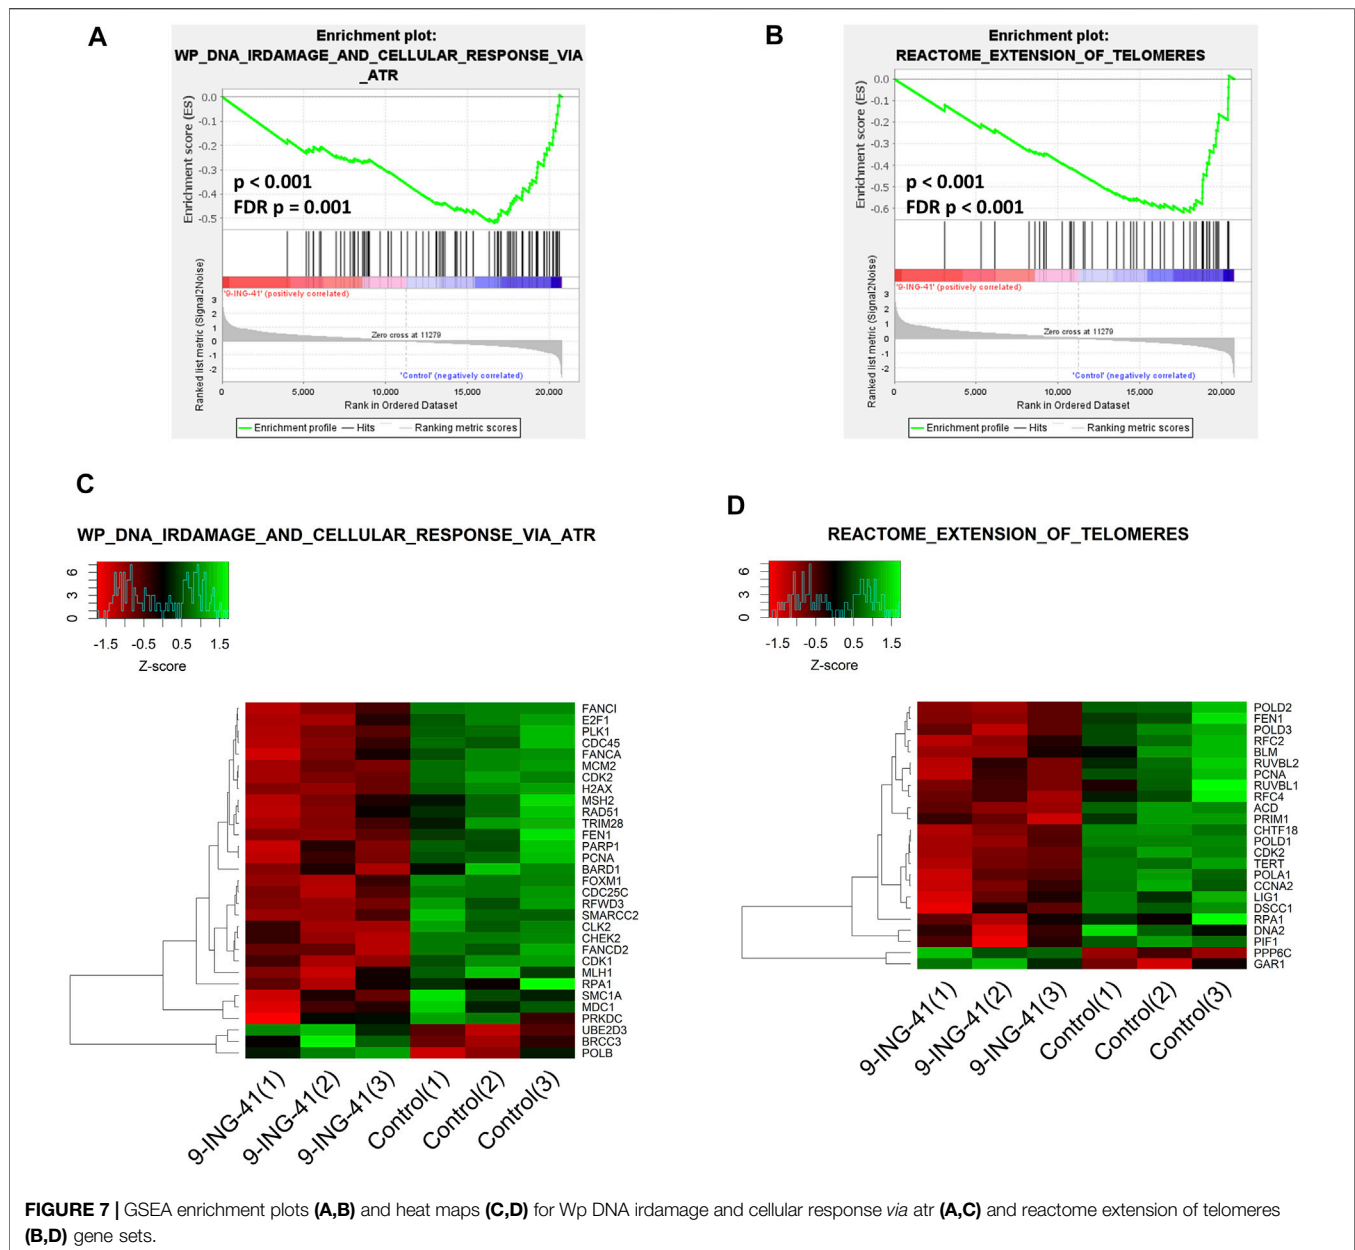 A
Enrichment plot:
WP_DNA_IRDAMAGE_AND_CELLULAR_RESPONSE_VIA
_ATR
Enrichment score (ES)
0.0
-0.1
-0.2
-0.3
-0.4
-0.5
p < 0.001
FDR p = 0.001
Ranked list metric (Signal2Noise)
'9-ING-41' (positively correlated)
3
2
1
0
-1
-2
Zero cross at 11279
'Control' (negatively correlated)
0 5,000 10,000 15,000 20,000
Rank in Ordered Dataset
Enrichment profile Hits Ranking metric scores
B
Enrichment plot:
REACTOME_EXTENSION_OF_TELOMERES
Enrichment score (ES)
0.0
-0.1
-0.2
-0.3
-0.4
-0.5
-0.6
p < 0.001
FDR p < 0.001
Ranked list metric (Signal2Noise)
'9-ING-41' (positively correlated)
3
2
1
0
-1
-2
Zero cross at 11279
'Control' (negatively correlated)
0 5,000 10,000 15,000 20,000
Rank in Ordered Dataset
Enrichment profile Hits Ranking metric scores
C
WP_DNA_IRDAMAGE_AND_CELLULAR_RESPONSE_VIA_ATR
6
3
0
-1.5 -0.5 0.5 1.5
Z-score
FANCI
E2F1
PLK1
CDC45
FANCA
MCM2
CDK2
H2AX
MSH2
RAD51
TRIM28
FEN1
PARP1
PCNA
BARD1
FOXM1
CDC25C
RFWD3
SMARCC2
CLK2
CHEK2
FANCD2
CDK1
MLH1
RPA1
SMC1A
MDC1
PRKDC
UBE2D3
BRCC3
POLB
9-ING-41(1)
9-ING-41(2)
9-ING-41(3)
Control(1)
Control(2)
Control(3)
D
REACTOME_EXTENSION_OF_TELOMERES
6
3
0
-1.5 -0.5 0.5 1.5
Z-score
POLD2
FEN1
POLD3
RFC2
BLM
RUVBL2
PCNA
RUVBL1
RFC4
ACD
PRIM1
CHTF18
POLD1
CDK2
TERT
POLA1
CCNA2
LIG1
DSCC1
RPA1
DNA2
PIF1
PPP6C
GAR1
9-ING-41(1)
9-ING-41(2)
9-ING-41(3)
Control(1)
Control(2)
Control(3)
FIGURE 7 | GSEA enrichment plots (A,B) and heat maps (C,D) for Wp DNA irdamage and cellular response via atr (A,C) and reactome extension of telomeres
(B,D) gene sets.